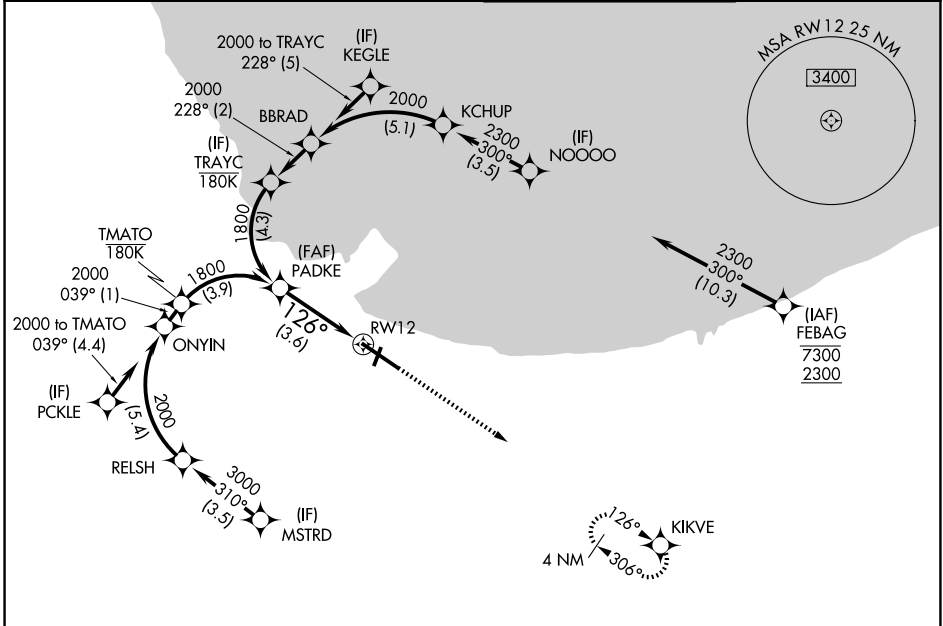 MSA RW12 25 NM
3400
2000 to TRAYC
228° (5)
(IF)
KEGLE
2000
228° (2)
BBRAD
2000
(5.1)
KCHUP
2300
300°
(3.5)
(IF)
NOOOO
(IF)
TRAYC
180K
1800
(4.3)
TMATO
180K
2000
039° (1)
1800
(3.9)
(FAF)
PADKE
126°
(3.6)
RW12
2300
300°
(10.3)
(IAF)
FEBAG
7300
2300
2000 to TMATO
039° (4.4)
ONYIN
(IF)
PCKLE
2000
(5.4)
RELSH
3000
310°
(3.5)
(IF)
MSTRD
126°
KIKVE
4 NM
306°